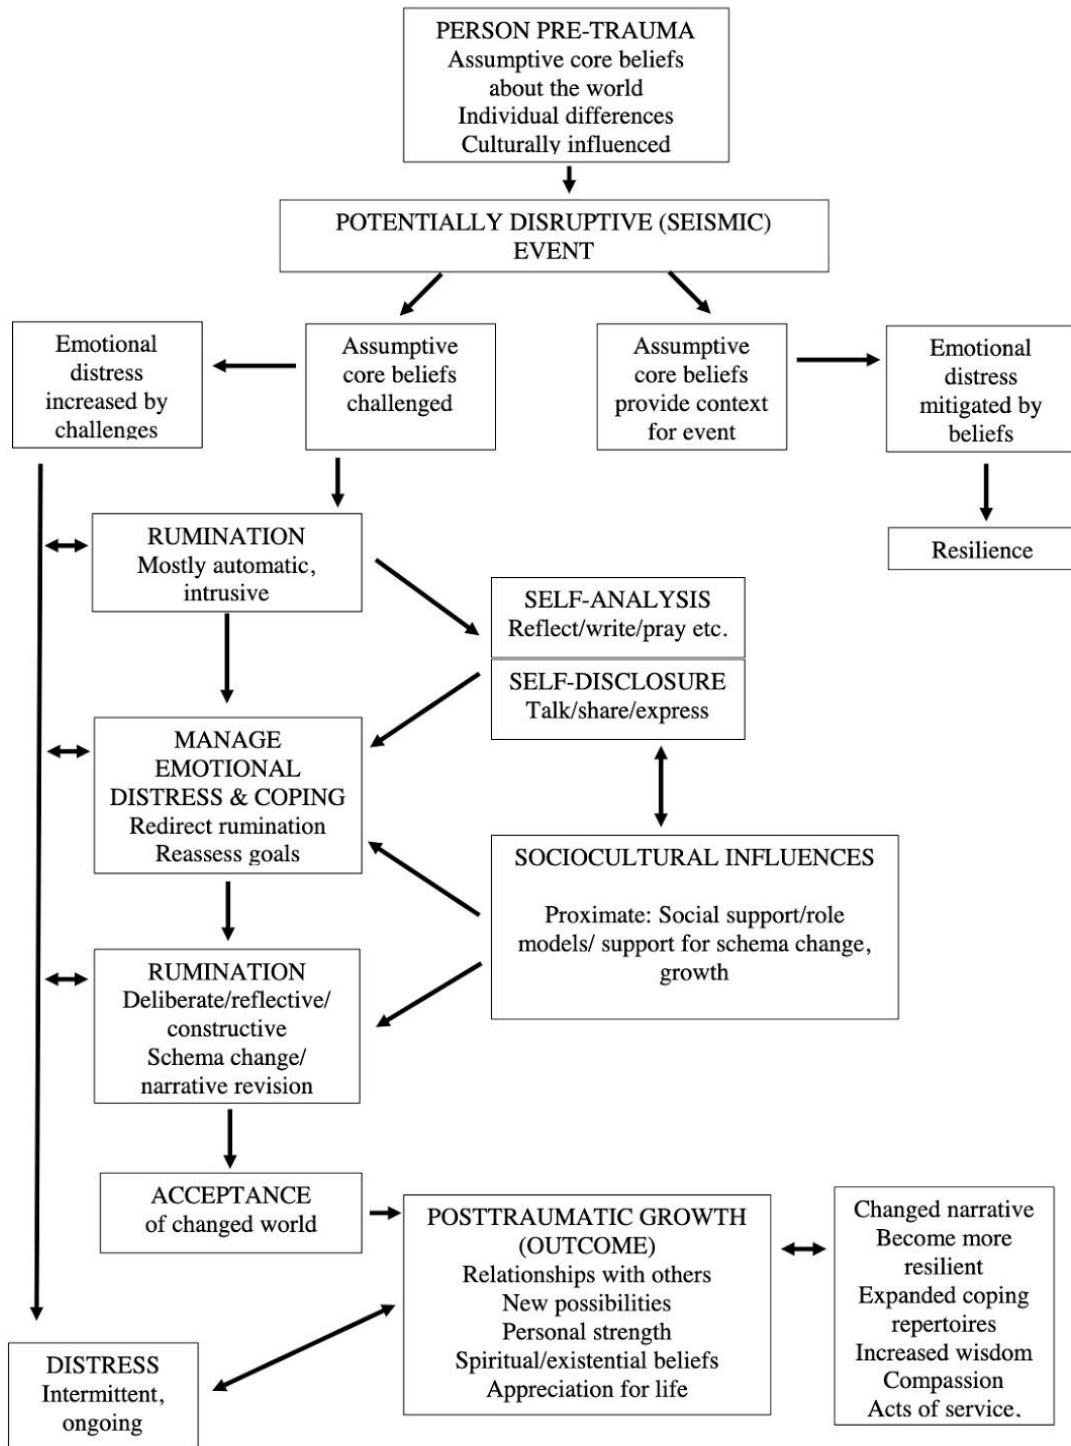 PERSON PRE-TRAUMA
Assumptive core beliefs
about the world
Individual differences
Culturally influenced
POTENTIALLY DISRUPTIVE (SEISMIC)
EVENT
Emotional
distress
increased by
challenges
Assumptive
core beliefs
challenged
Assumptive
core beliefs
provide context
for event
Emotional
distress
mitigated by
beliefs
Resilience
RUMINATION
Mostly automatic,
intrusive
SELF-ANALYSIS
Reflect/write/pray etc.
SELF-DISCLOSURE
Talk/share/express
MANAGE
EMOTIONAL
DISTRESS & COPING
Redirect rumination
Reassess goals
SOCIOCULTURAL INFLUENCES
Proximate: Social support/role
models/ support for schema change,
growth
RUMINATION
Deliberate/reflective/
constructive
Schema change/
narrative revision
ACCEPTANCE
of changed world
POSTTRAUMATIC GROWTH
(OUTCOME)
Relationships with others
New possibilities
Personal strength
Spiritual/existential beliefs
Appreciation for life
Changed narrative
Become more
resilient
Expanded coping
repertoires
Increased wisdom
Compassion
Acts of service.
DISTRESS
Intermittent,
ongoing